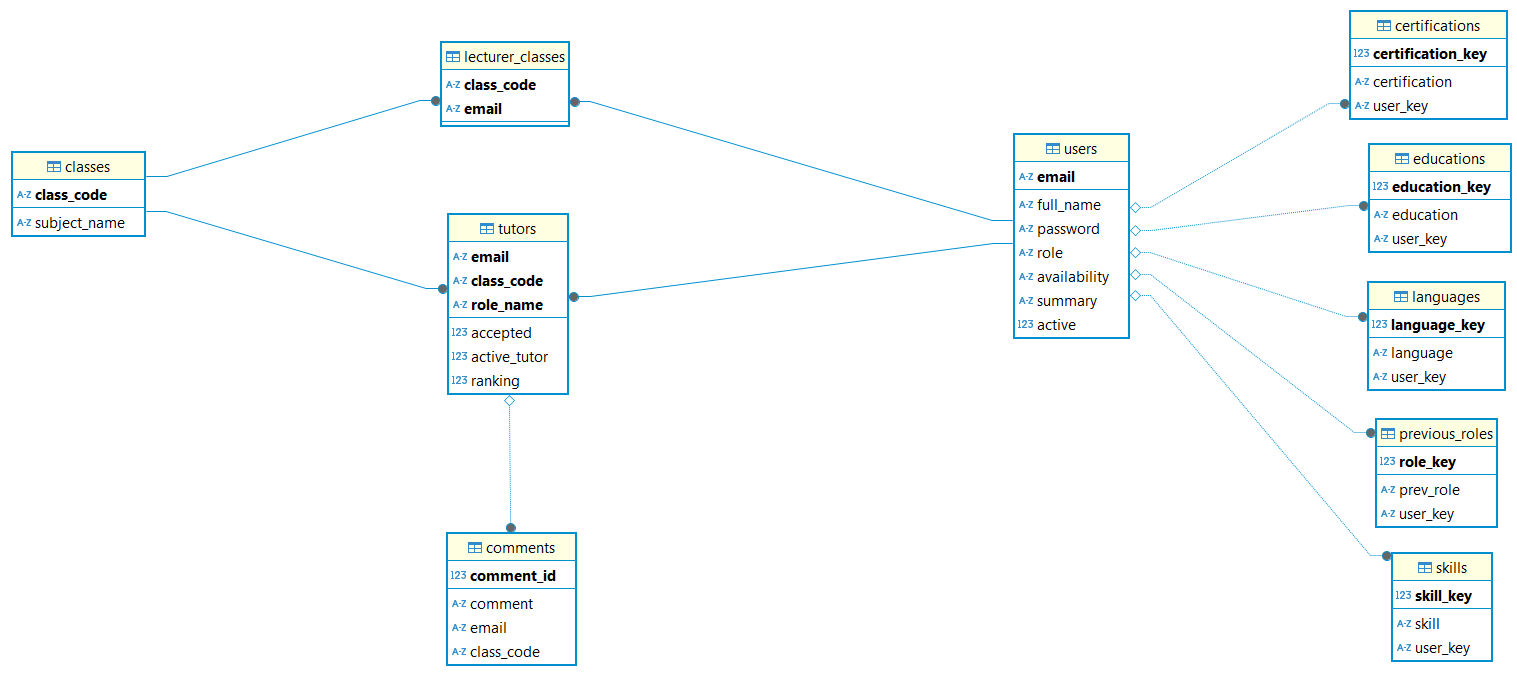 classes
A-Z class_code
A-Z subject_name
lecturer_classes
A-Z class_code
A-Z email
tutors
A-Z email
A-Z class_code
A-Z role_name
123 accepted
123 active_tutor
123 ranking
comments
123 comment_id
A-Z comment
A-Z email
A-Z class_code
users
A-Z email
A-Z full_name
A-Z password
A-Z role
A-Z availability
A-Z summary
123 active
certifications
123 certification_key
A-Z certification
A-Z user_key
educations
123 education_key
A-Z education
A-Z user_key
languages
123 language_key
A-Z language
A-Z user_key
previous_roles
123 role_key
A-Z prev_role
A-Z user_key
skills
123 skill_key
A-Z skill
A-Z user_key